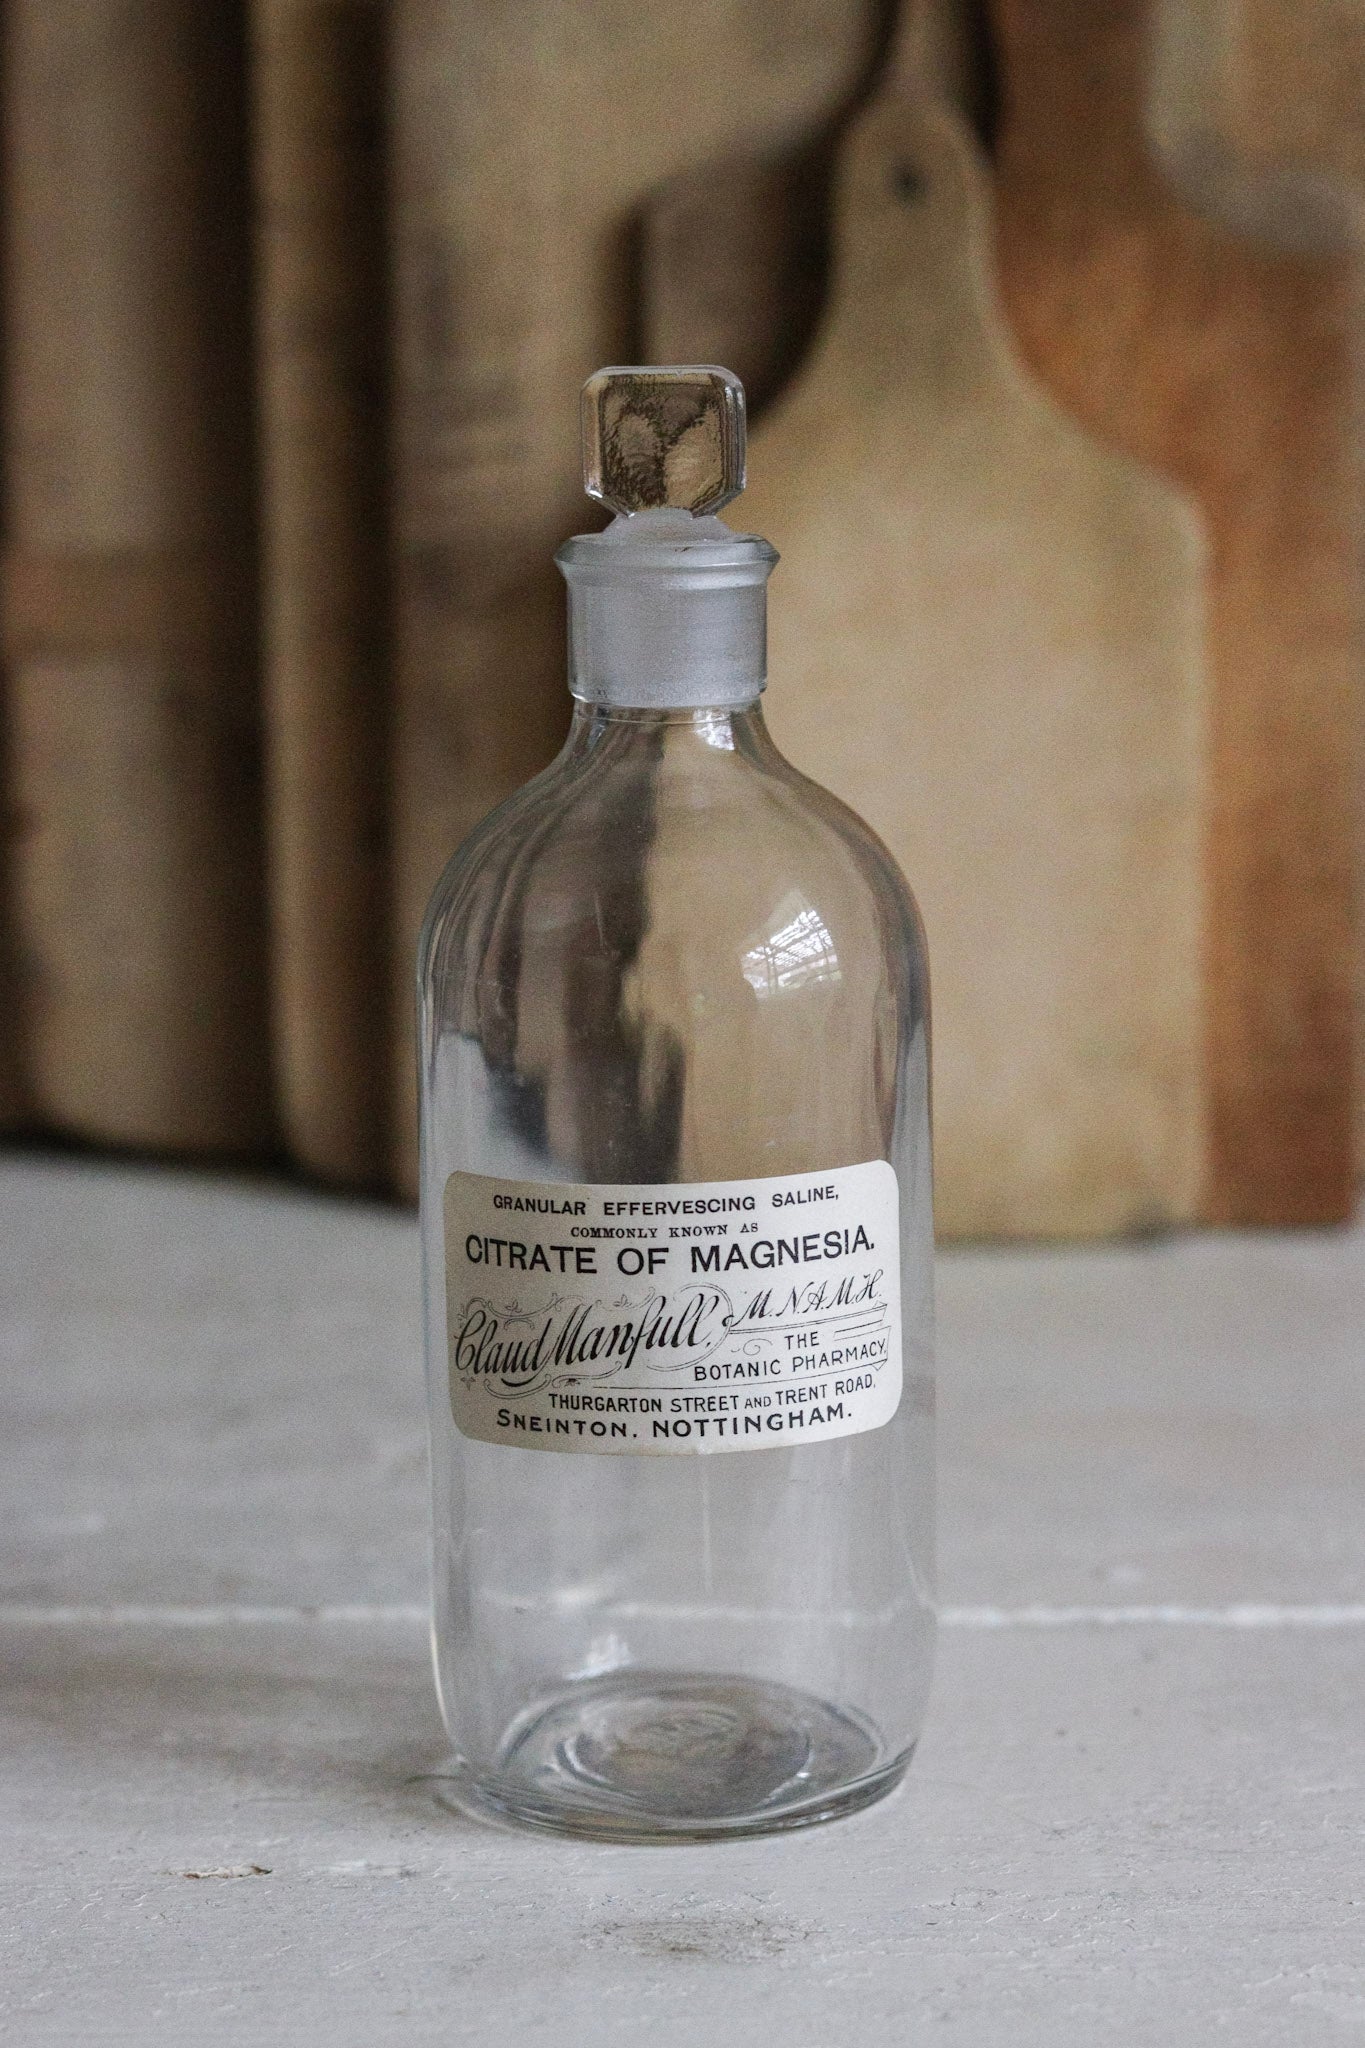 GRANULAR EFFERVESCING SALINE,
COMMONLY KNOWN AS
CITRATE OF MAGNESIA.
Claud Manfull. M.N.A.M.H.
THE
BOTANIC PHARMACY,
THURGARTON STREET AND TRENT ROAD,
SNEINTON. NOTTINGHAM.